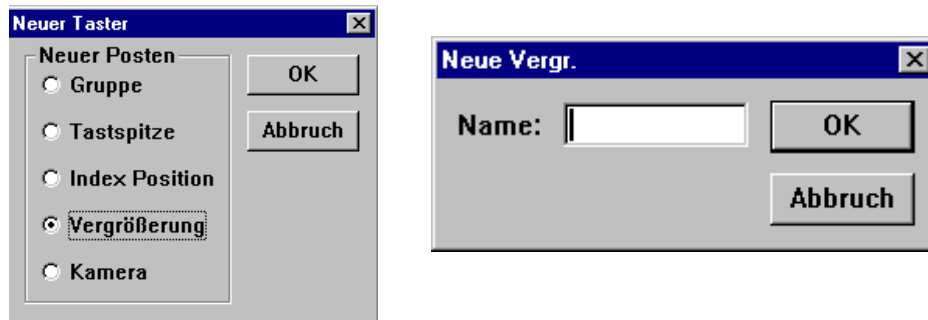 Neuer Taster
Neuer Posten
Gruppe
OK
Tastspitze
Abbruch
Index Position
Vergrößerung
Kamera
Neue Vergr.
Name:
OK
Abbruch